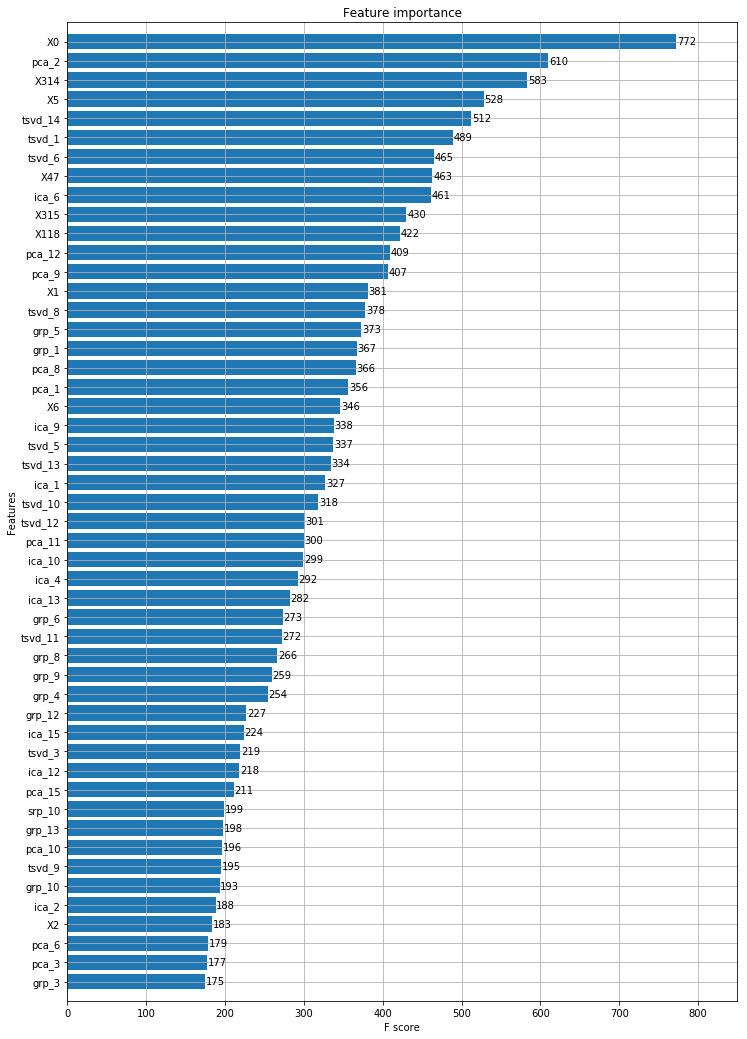 Feature importance
X0 772
pca_2 610
X314 583
X5 528
tsvd_14 512
tsvd_1 489
tsvd_6 465
X47 463
ica_6 461
X315 430
X118 422
pca_12 409
pca_9 407
X1 381
tsvd_8 378
grp_5 373
grp_1 367
pca_8 366
pca_1 356
X6 346
ica_9 338
tsvd_5 337
tsvd_13 334
ica_1 327
tsvd_10 318
tsvd_12 301
pca_11 300
ica_10 299
ica_4 292
ica_13 282
grp_6 273
tsvd_11 272
grp_8 266
grp_9 259
grp_4 254
grp_12 227
ica_15 224
tsvd_3 219
ica_12 218
pca_15 211
srp_10 199
grp_13 198
pca_10 196
tsvd_9 195
grp_10 193
ica_2 188
X2 183
pca_6 179
pca_3 177
grp_3 175
Features
0 100 200 300 400 500 600 700 800
F score